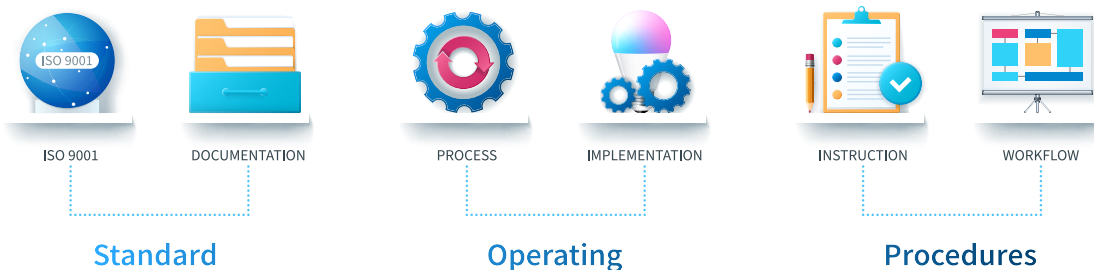 ISO 9001
ISO 9001
DOCUMENTATION
PROCESS
IMPLEMENTATION
INSTRUCTION
WORKFLOW
Standard
Operating
Procedures